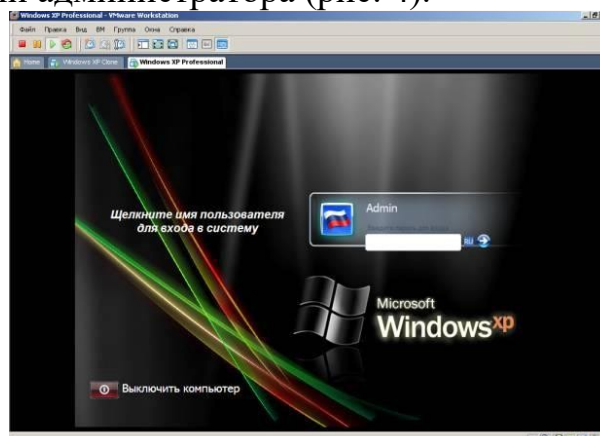 администратора (рис. 4).
Windows XP Professional - VMware Workstation
Файл Правка Вид ВМ Группа Окна Справка
Home Windows XP Clone Windows XP Professional
Щелкните имя пользователя
для входа в систему
Admin
RU
Microsoft
Windows xp
Выключить компьютер